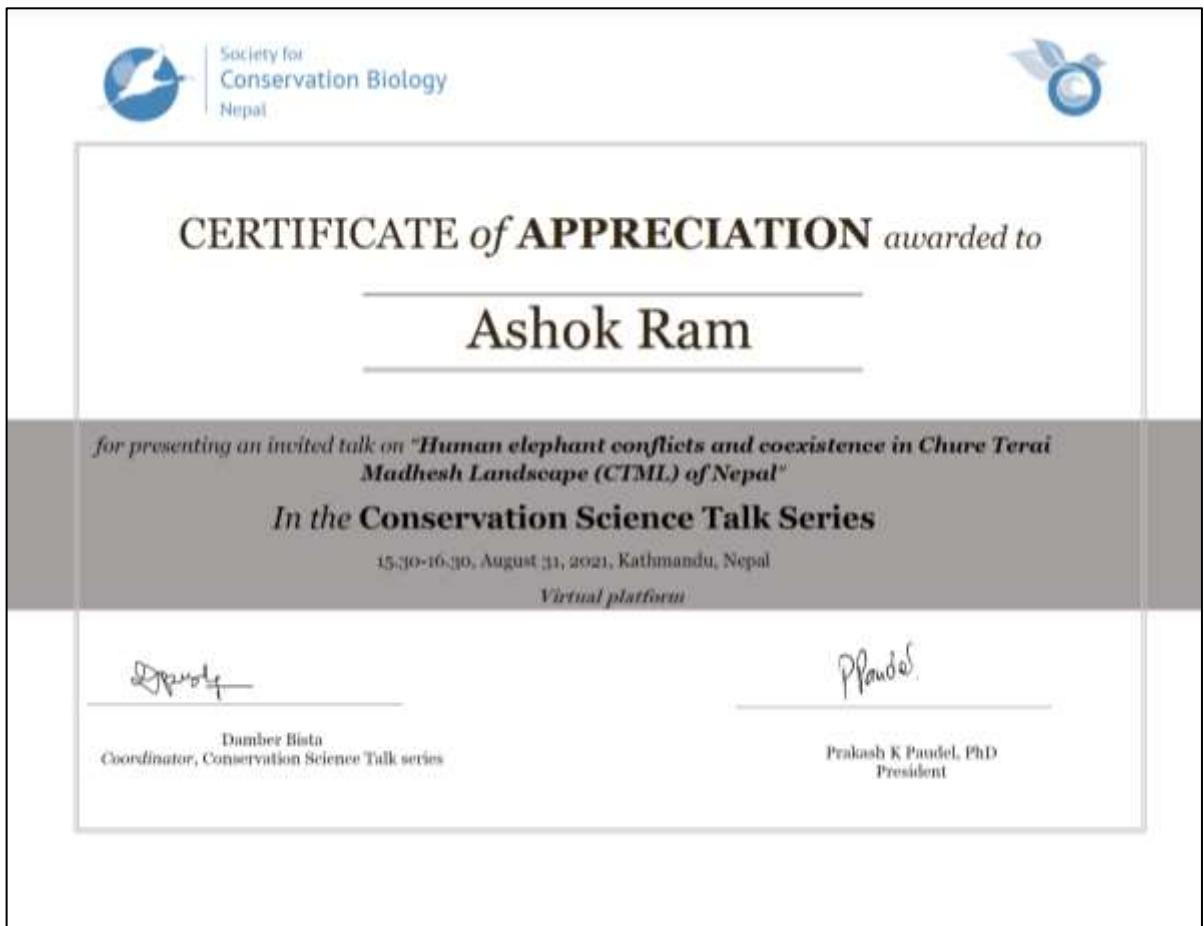 Society for
Conservation Biology
Nepal
CERTIFICATE of APPRECIATION awarded to
Ashok Ram
for presenting an invited talk on "Human elephant conflicts and coexistence in Chure Terai
Madhesh Landscape (CTML) of Nepal"
In the Conservation Science Talk Series
15.30-16.30, August 31, 2021, Kathmandu, Nepal
Virtual platform
PPaudel
Damber Bista
Coordinator, Conservation Science Talk series
Prakash K Paudel, PhD
President